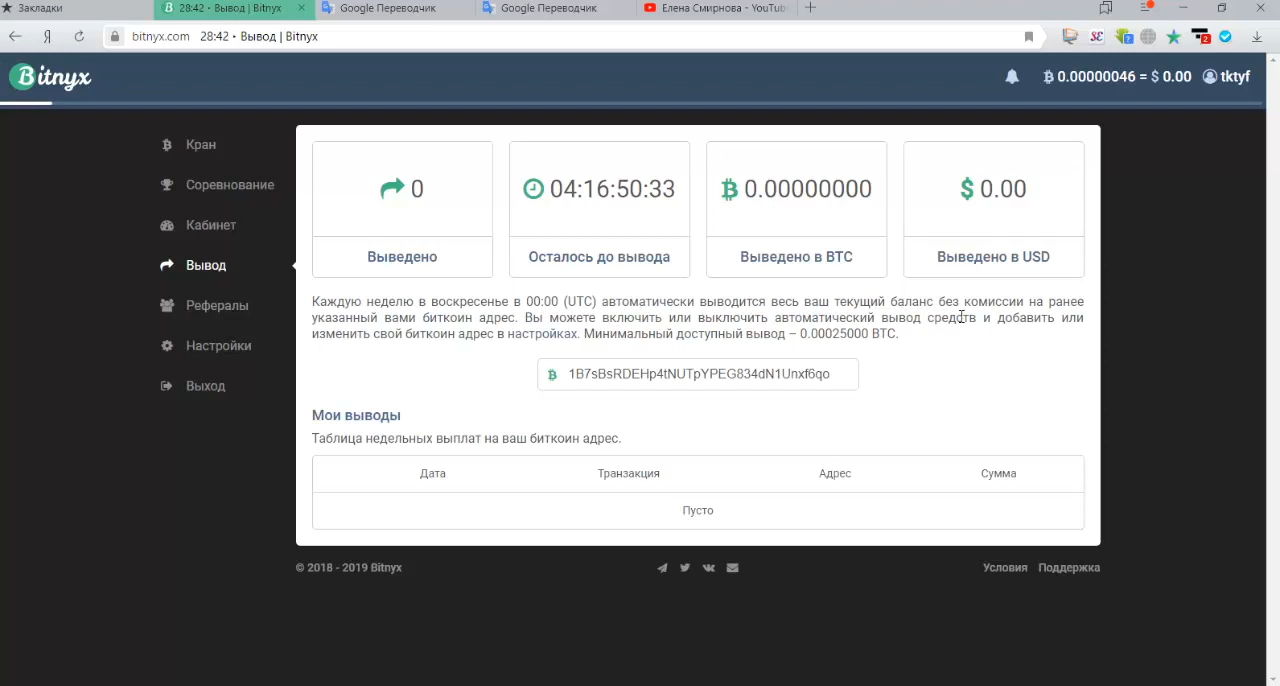 Закладки
28:42 • Вывод | Bitnyx
Google Переводчик
Google Переводчик
Елена Смирнова - YouTub
bitnyx.com 28:42 • Вывод | Bitnyx
Bitnyx
0.00000046 = $ 0.00 tktyf
Кран
Соревнование
Кабинет
Вывод
Рефералы
Настройки
Выход
0
04:16:50:33
0.00000000
$ 0.00
Выведено
Осталось до вывода
Выведено в BTC
Выведено в USD
Каждую неделю в воскресенье в 00:00 (UTC) автоматически выводится весь ваш текущий баланс без комиссии на ранее
указанный вами биткоин адрес. Вы можете включить или выключить автоматический вывод средств и добавить или
изменить свой биткоин адрес в настройках. Минимальный доступный вывод – 0.00025000 BTC.
1B7sBsRDEHp4tNUTpYPEG834dN1Unxf6qo
Мои выводы
Таблица недельных выплат на ваш биткоин адрес.
Дата Транзакция Адрес Сумма
Пусто
© 2018 - 2019 Bitnyx
Условия Поддержка